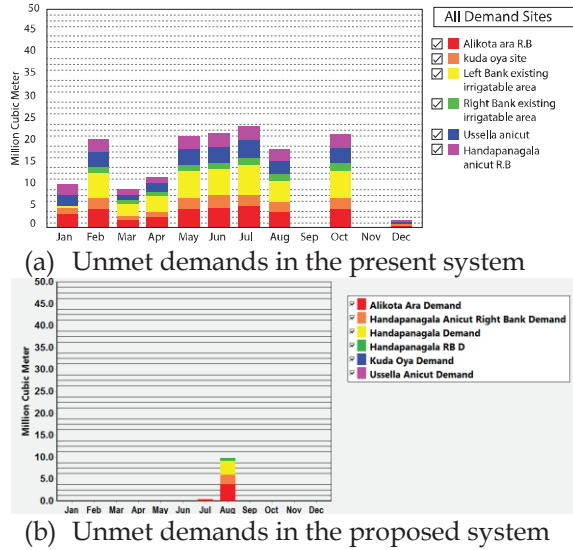 50
45
40
35
30
25
20
15
10
5
0
Million Cubic Meter
Jan Feb Mar Apr May Jun Jul Aug Sep Oct Nov Dec
All Demand Sites
Alikota ara R.B
kuda oya site
Left Bank existing
irrigatable area
Right Bank existing
irrigatable area
Ussella anicut
Handapanagala
anicut R.B
(a) Unmet demands in the present system
50.0
45.0
40.0
35.0
30.0
25.0
20.0
15.0
10.0
5.0
0.0
Million Cubic Meter
Jan Feb Mar Apr May Jun Jul Aug Sep Oct Nov Dec
Alikota Ara Demand
Handapanagala Anicut Right Bank Demand
Handapanagala Demand
Handapanagala RB D
Kuda Oya Demand
Ussella Anicut Demand
(b) Unmet demands in the proposed system